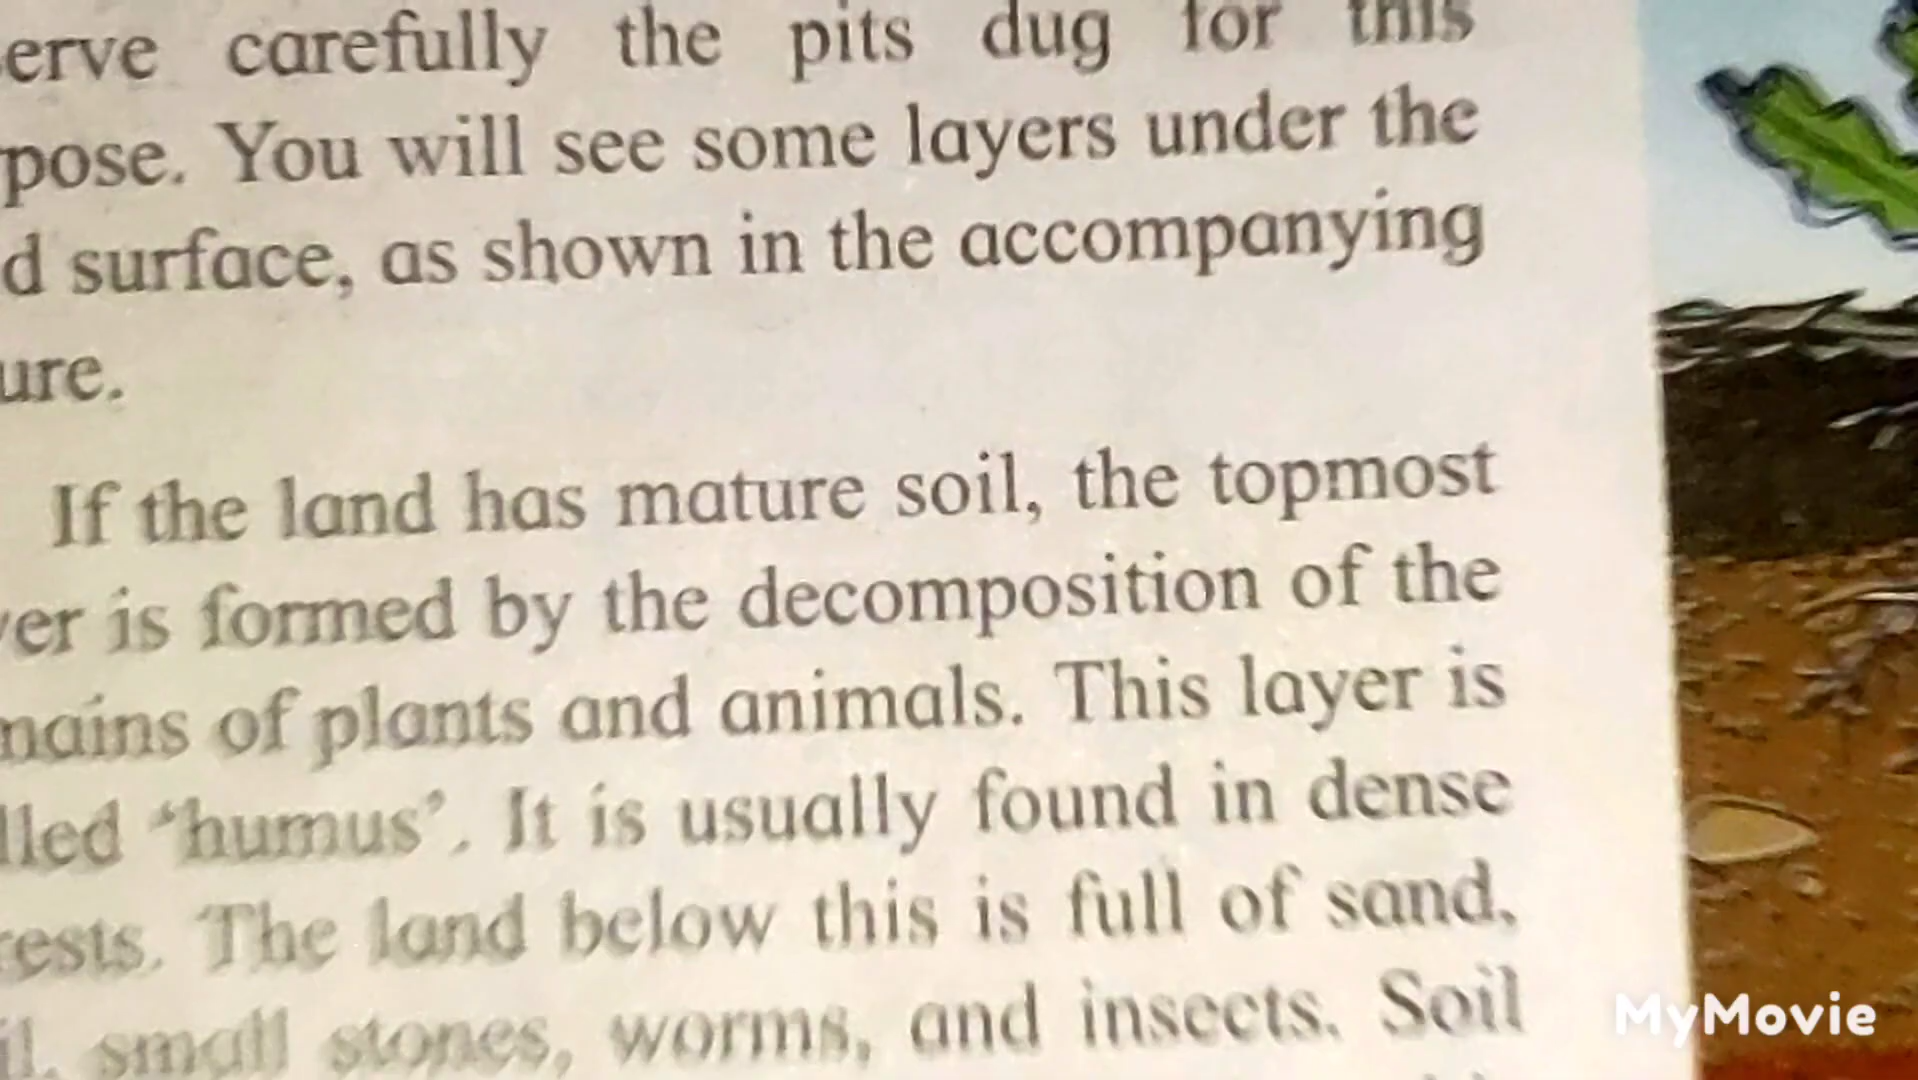 erve carefully the pits dug for this
pose. You will see some layers under the
d surface, as shown in the accompanying
ure.
If the land has mature soil, the topmost
er is formed by the decomposition of the
mains of plants and animals. This layer is
lled 'humus'. It is usually found in dense
rests. The land below this is full of sand,
il, small stones, worms, and insects. Soil
MyMovie